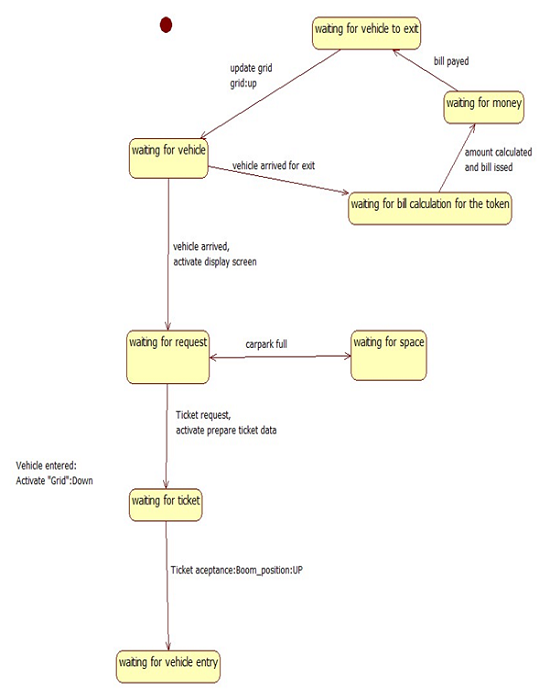 waiting for vehicle to exit
update grid
grid:up
bill payed
waiting for money
waiting for vehicle
vehicle arrived for exit
amount calculated
and bill issed
waiting for bill calculation for the token
vehicle arrived,
activate display screen
waiting for request
carpark full
waiting for space
Ticket request,
activate prepare ticket data
Vehicle entered:
Activate "Grid":Down
waiting for ticket
Ticket aceptance:Boom_position:UP
waiting for vehicle entry